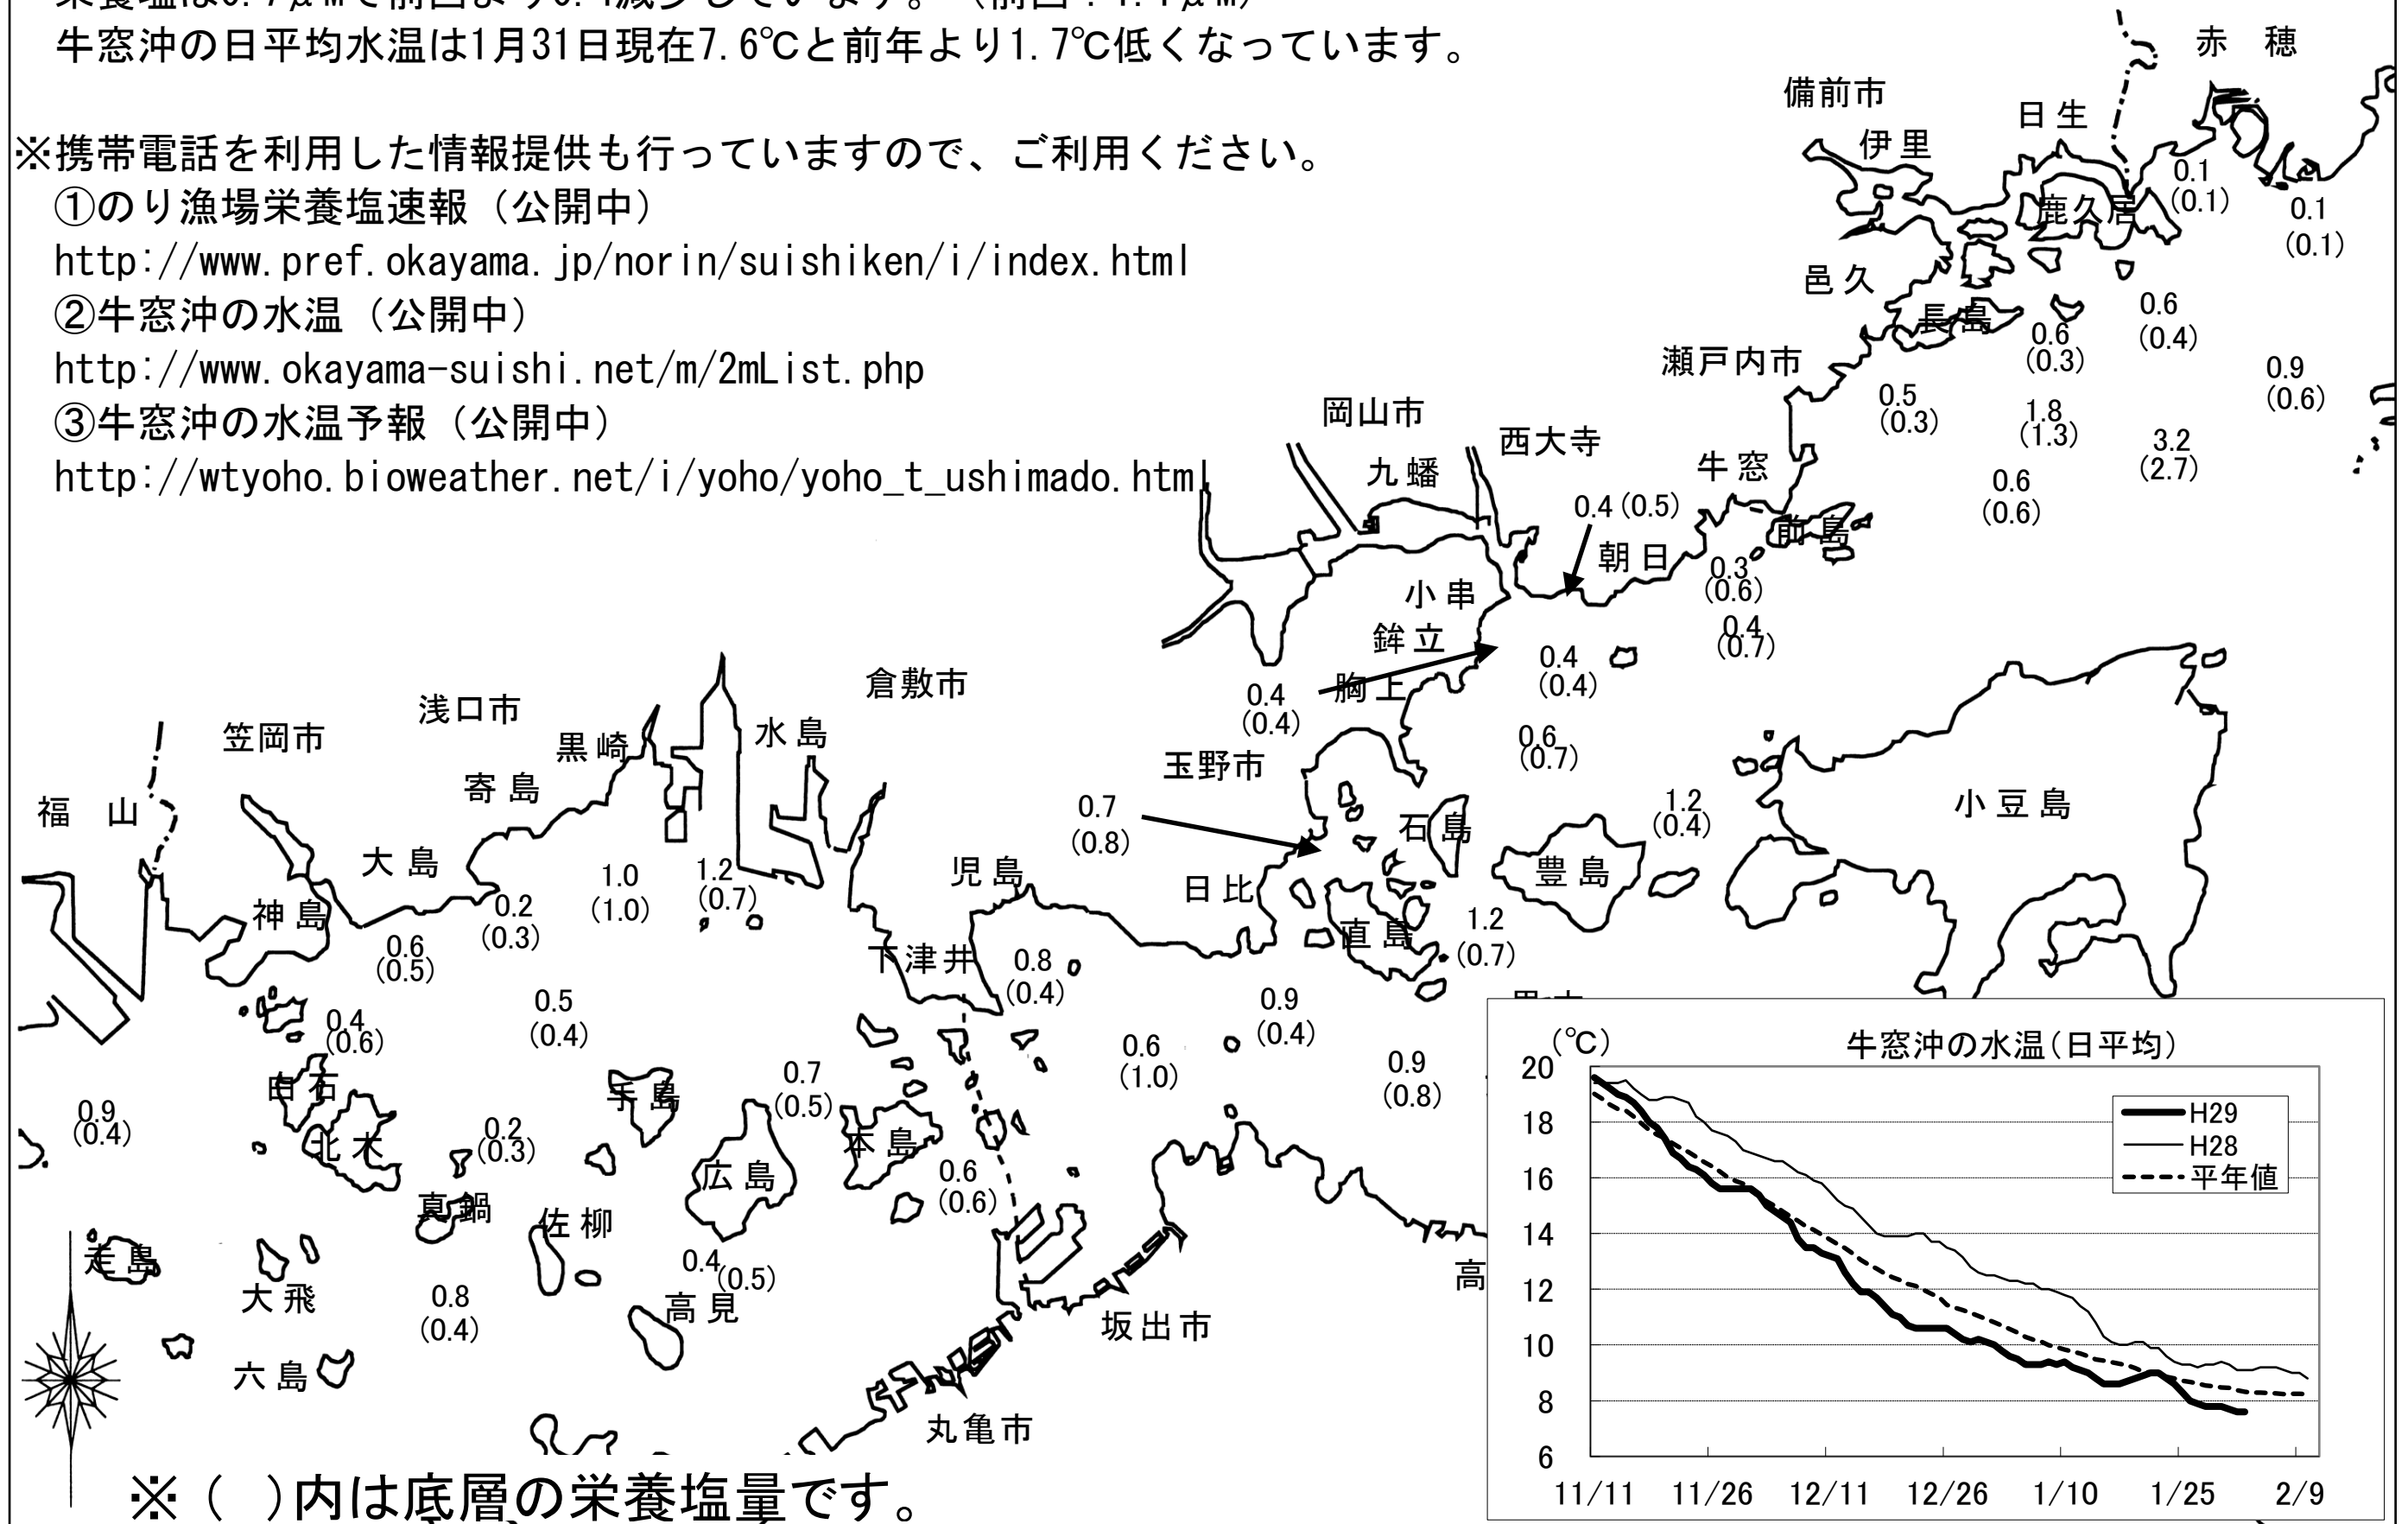 牛窓沖の日平均水温は1月31日現在7.6℃と前年より1.7℃低くなっています。
※携帯電話を利用した情報提供も行っていますので、ご利用ください。
①のり漁場栄養塩速報（公開中）
http://www.pref.okayama.jp/norin/suishiken/i/index.html
②牛窓沖の水温（公開中）
http://www.okayama-suishi.net/m/2mList.php
③牛窓沖の水温予報（公開中）
http://wtyoho.bioweather.net/i/yoho/yoho_t_ushimado.html
赤　穂
備前市
日生
伊里
0.1
(0.1)
鹿久居
0.1
(0.1)
邑久
長島
0.6
(0.4)
0.6
(0.3)
瀬戸内市
0.9
(0.6)
0.5
(0.3)
1.8
(1.3)
岡山市
西大寺
3.2
(2.7)
九蟠
牛窓
0.6
(0.6)
0.4(0.5)
前島
朝日
0.3
(0.6)
小串
鉾立
0.4
(0.7)
0.4
(0.4)
胸上
0.4
(0.4)
倉敷市
浅口市
笠岡市
黒崎
水島
0.6
(0.7)
玉野市
寄島
福　山
0.7
(0.8)
1.2
(0.4)
小豆島
石島
大島
豊島
児島
日比
1.0
(1.0)
1.2
(0.7)
神島
0.2
(0.3)
直島
1.2
(0.7)
0.6
(0.5)
下津井
0.8
(0.4)
0.5
(0.4)
0.9
(0.4)
0.4
(0.6)
0.6
(1.0)
0.9
(0.8)
白石
手島
0.7
(0.5)
0.9
(0.4)
北木
0.2
(0.3)
本島
広島
0.6
(0.6)
真鍋
佐柳
走島
0.4
(0.5)
高
大飛
0.8
(0.4)
高見
坂出市
六島
丸亀市
※（　）内は底層の栄養塩量です。
(℃)
牛窓沖の水温(日平均)
20
18
16
14
12
10
8
6
H29
H28
平年値
11/11 11/26 12/11 12/26 1/10 1/25 2/9